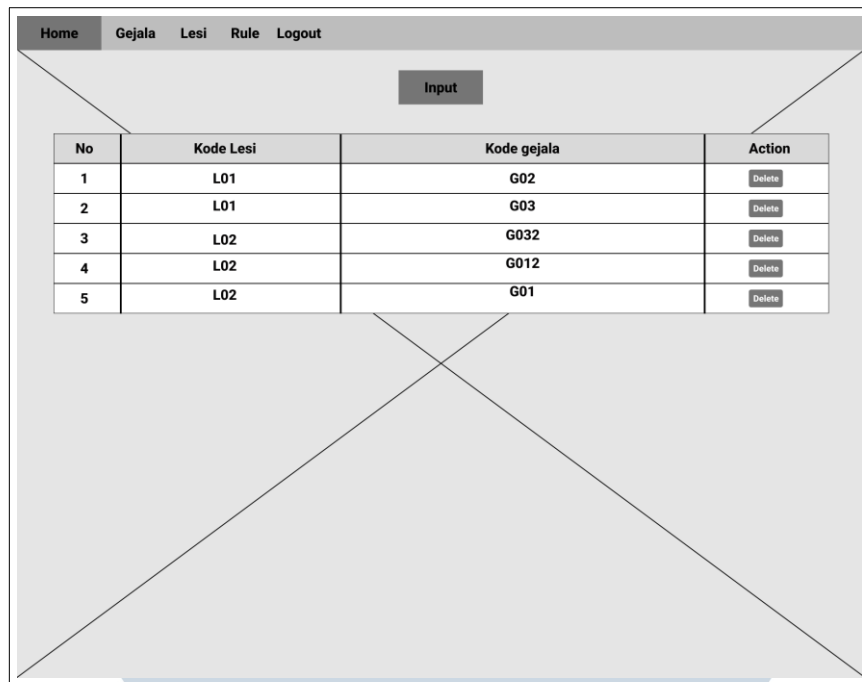 Home Gejala Lesi Rule Logout
Input
No Kode Lesi Kode gejala Action
1 L01 G02 Delete
2 L01 G03 Delete
3 L02 G032 Delete
4 L02 G012 Delete
5 L02 G01 Delete